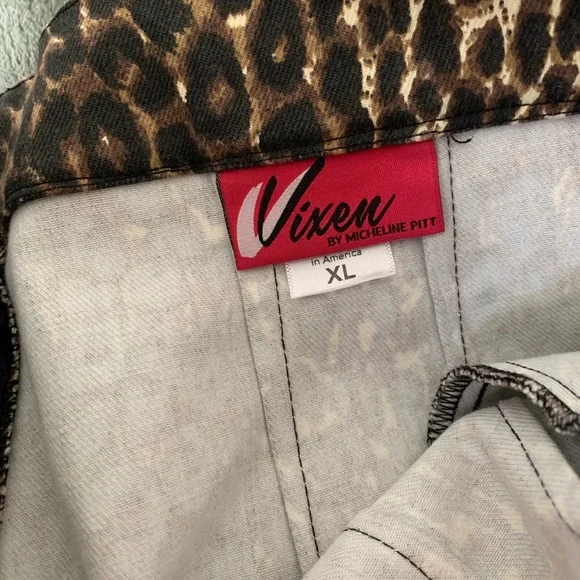 Vixen
BY MICHELINE PITT
in America
XL